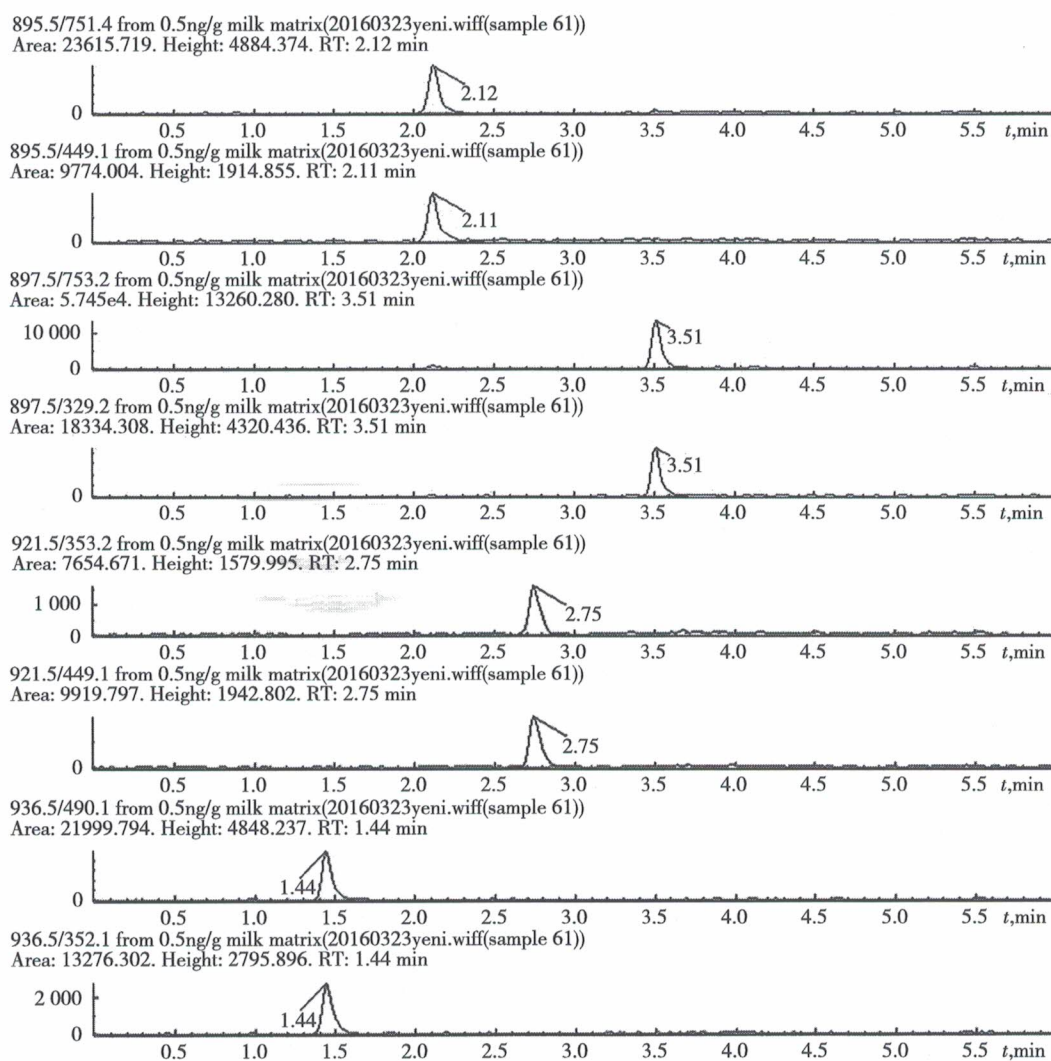 895.5/751.4 from 0.5ng/g milk matrix(20160323yeni.wiff(sample 61))
Area: 23615.719. Height: 4884.374. RT: 2.12 min
2.12
0
0.5 1.0 1.5 2.0 2.5 3.0 3.5 4.0 4.5 5.0 5.5 t,min
895.5/449.1 from 0.5ng/g milk matrix(20160323yeni.wiff(sample 61))
Area: 9774.004. Height: 1914.855. RT: 2.11 min
2.11
0
0.5 1.0 1.5 2.0 2.5 3.0 3.5 4.0 4.5 5.0 5.5 t,min
897.5/753.2 from 0.5ng/g milk matrix(20160323yeni.wiff(sample 61))
Area: 5.745e4. Height: 13260.280. RT: 3.51 min
10 000
3.51
0
0.5 1.0 1.5 2.0 2.5 3.0 3.5 4.0 4.5 5.0 5.5 t,min
897.5/329.2 from 0.5ng/g milk matrix(20160323yeni.wiff(sample 61))
Area: 18334.308. Height: 4320.436. RT: 3.51 min
3.51
0
0.5 1.0 1.5 2.0 2.5 3.0 3.5 4.0 4.5 5.0 5.5 t,min
921.5/353.2 from 0.5ng/g milk matrix(20160323yeni.wiff(sample 61))
Area: 7654.671. Height: 1579.995. RT: 2.75 min
1 000
2.75
0
0.5 1.0 1.5 2.0 2.5 3.0 3.5 4.0 4.5 5.0 5.5 t,min
921.5/449.1 from 0.5ng/g milk matrix(20160323yeni.wiff(sample 61))
Area: 9919.797. Height: 1942.802. RT: 2.75 min
2.75
0
0.5 1.0 1.5 2.0 2.5 3.0 3.5 4.0 4.5 5.0 5.5 t,min
936.5/490.1 from 0.5ng/g milk matrix(20160323yeni.wiff(sample 61))
Area: 21999.794. Height: 4848.237. RT: 1.44 min
1.44
0
0.5 1.0 1.5 2.0 2.5 3.0 3.5 4.0 4.5 5.0 5.5 t,min
936.5/352.1 from 0.5ng/g milk matrix(20160323yeni.wiff(sample 61))
Area: 13276.302. Height: 2795.896. RT: 1.44 min
2 000
1.44
0
0.5 1.0 1.5 2.0 2.5 3.0 3.5 4.0 4.5 5.0 5.5 t,min